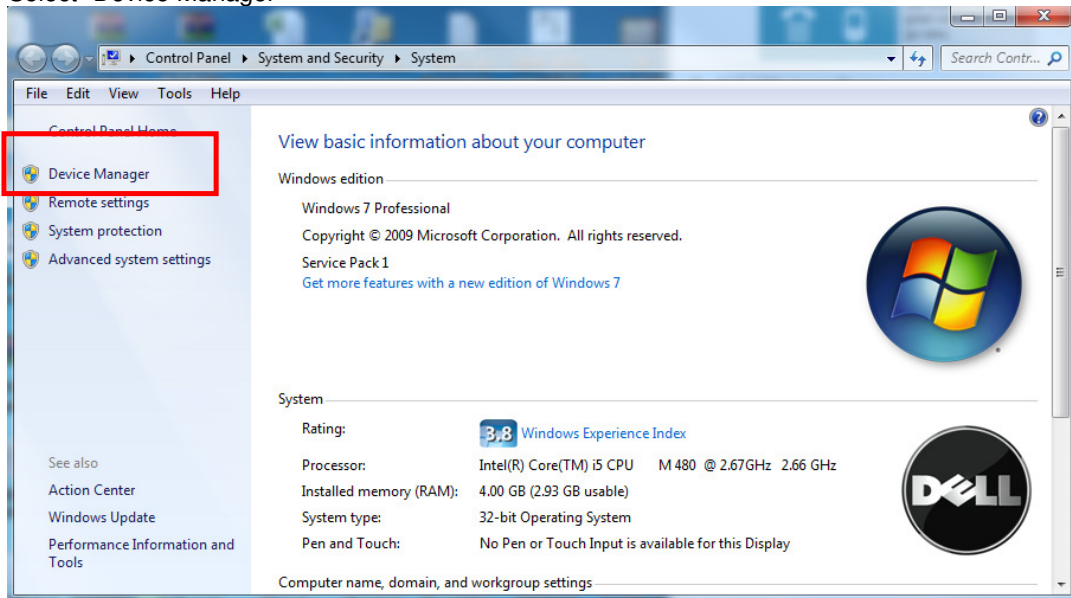 Select "Device Manager"
Control Panel ▸ System and Security ▸ System
Search Contr...
File Edit View Tools Help
Control Panel Home
Device Manager
Remote settings
System protection
Advanced system settings
See also
Action Center
Windows Update
Performance Information and
Tools
View basic information about your computer
Windows edition
Windows 7 Professional
Copyright © 2009 Microsoft Corporation. All rights reserved.
Service Pack 1
Get more features with a new edition of Windows 7
System
Rating:
3.8 Windows Experience Index
Processor: Intel(R) Core(TM) i5 CPU M 480 @ 2.67GHz 2.66 GHz
Installed memory (RAM): 4.00 GB (2.93 GB usable)
System type: 32-bit Operating System
Pen and Touch: No Pen or Touch Input is available for this Display
DELL
Computer name, domain, and workgroup settings